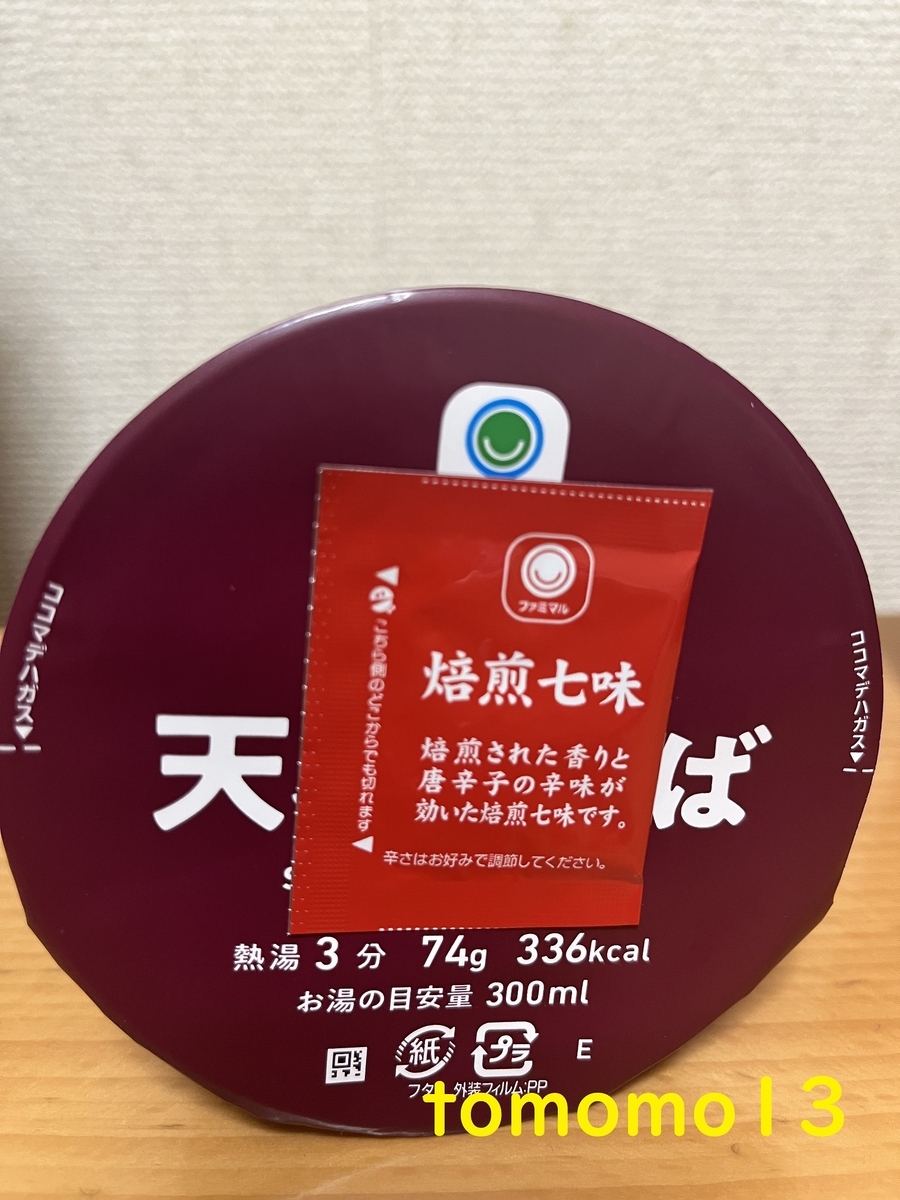 ファミマル
焙煎七味
焙煎された香りと
唐辛子の辛味が
効いた焙煎七味です。
辛さはお好みで調節してください。
こちら側のどこからでも切れます
ココマデハガス
ココマデハガス
天
ば
熱湯 3 分 74g 336kcal
お湯の目安量 300ml
紙 プラ E
フタ 外装フィルム:PP
tomomo13